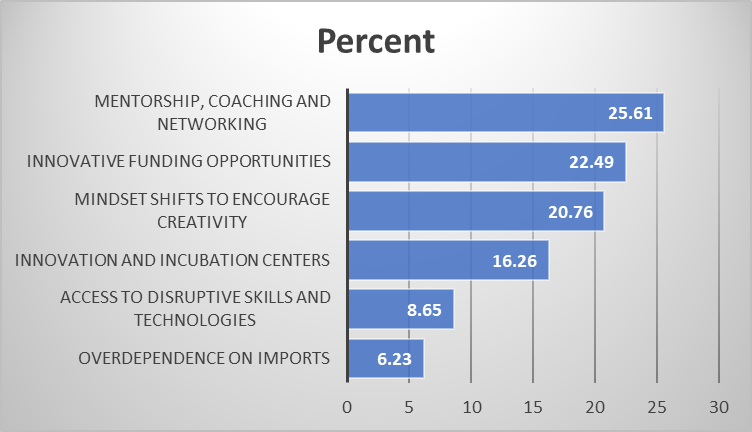 Percent
MENTORSHIP, COACHING AND
NETWORKING
25.61
INNOVATIVE FUNDING OPPORTUNITIES
22.49
MINDSET SHIFTS TO ENCOURAGE
CREATIVITY
20.76
INNOVATION AND INCUBATION CENTERS
16.26
ACCESS TO DISRUPTIVE SKILLS AND
TECHNOLOGIES
8.65
OVERDEPENDENCE ON IMPORTS
6.23
0 5 10 15 20 25 30